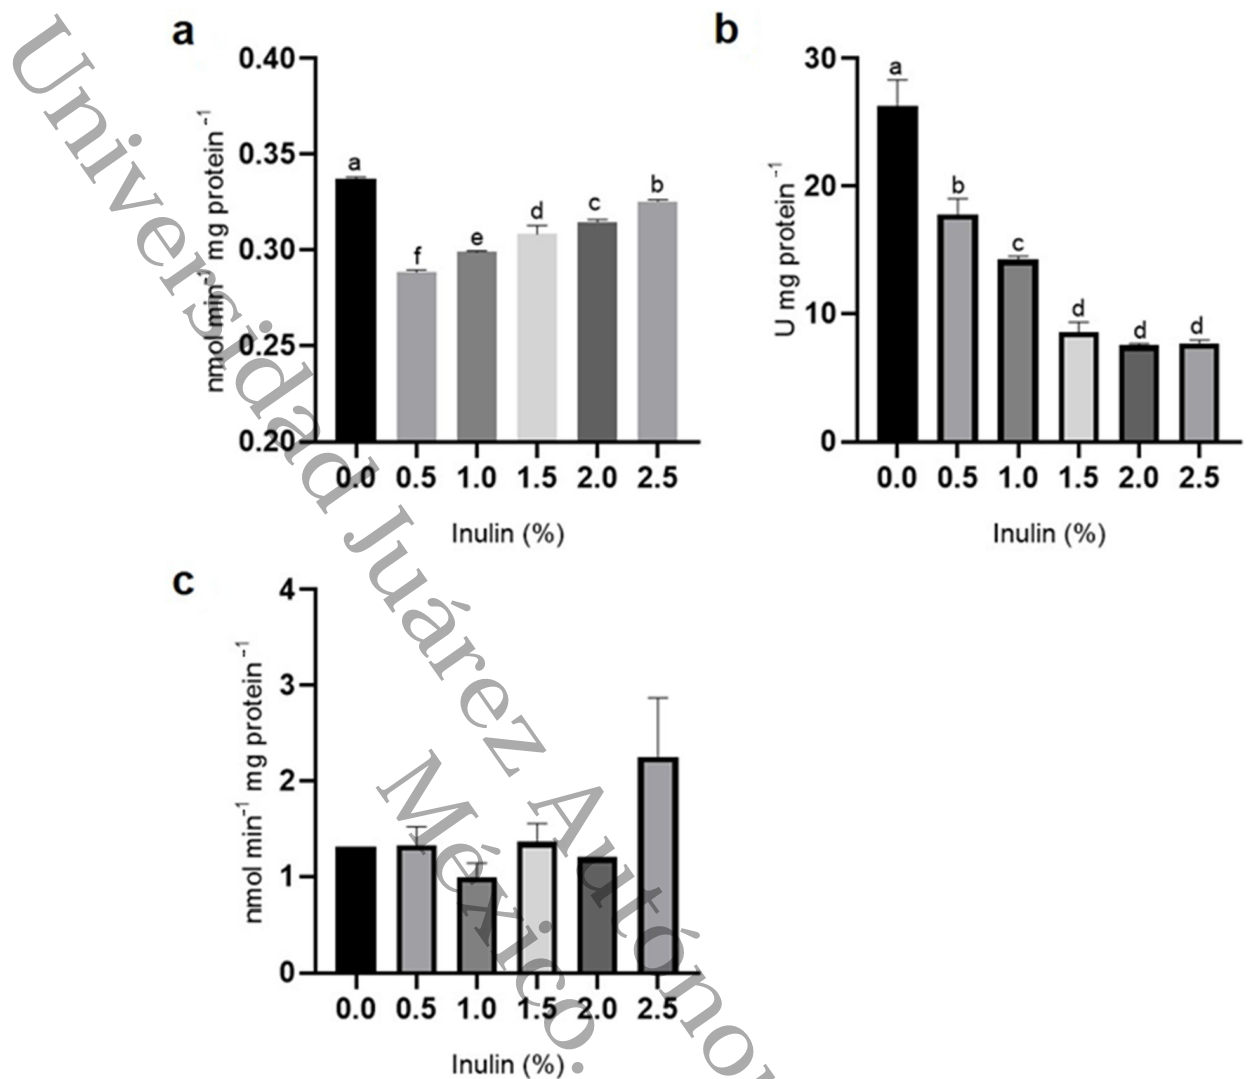 a
0.40
0.35
0.30
0.25
0.20
nmol min⁻¹ mg protein⁻¹
a
f
e
d
c
b
0.0 0.5 1.0 1.5 2.0 2.5
Inulin (%)
b
30
20
10
0
U mg protein⁻¹
a
b
c
d
d
d
0.0 0.5 1.0 1.5 2.0 2.5
Inulin (%)
c
4
3
2
1
0
nmol min⁻¹ mg protein⁻¹
0.0 0.5 1.0 1.5 2.0 2.5
Inulin (%)
Universidad Juárez Autóno
México.